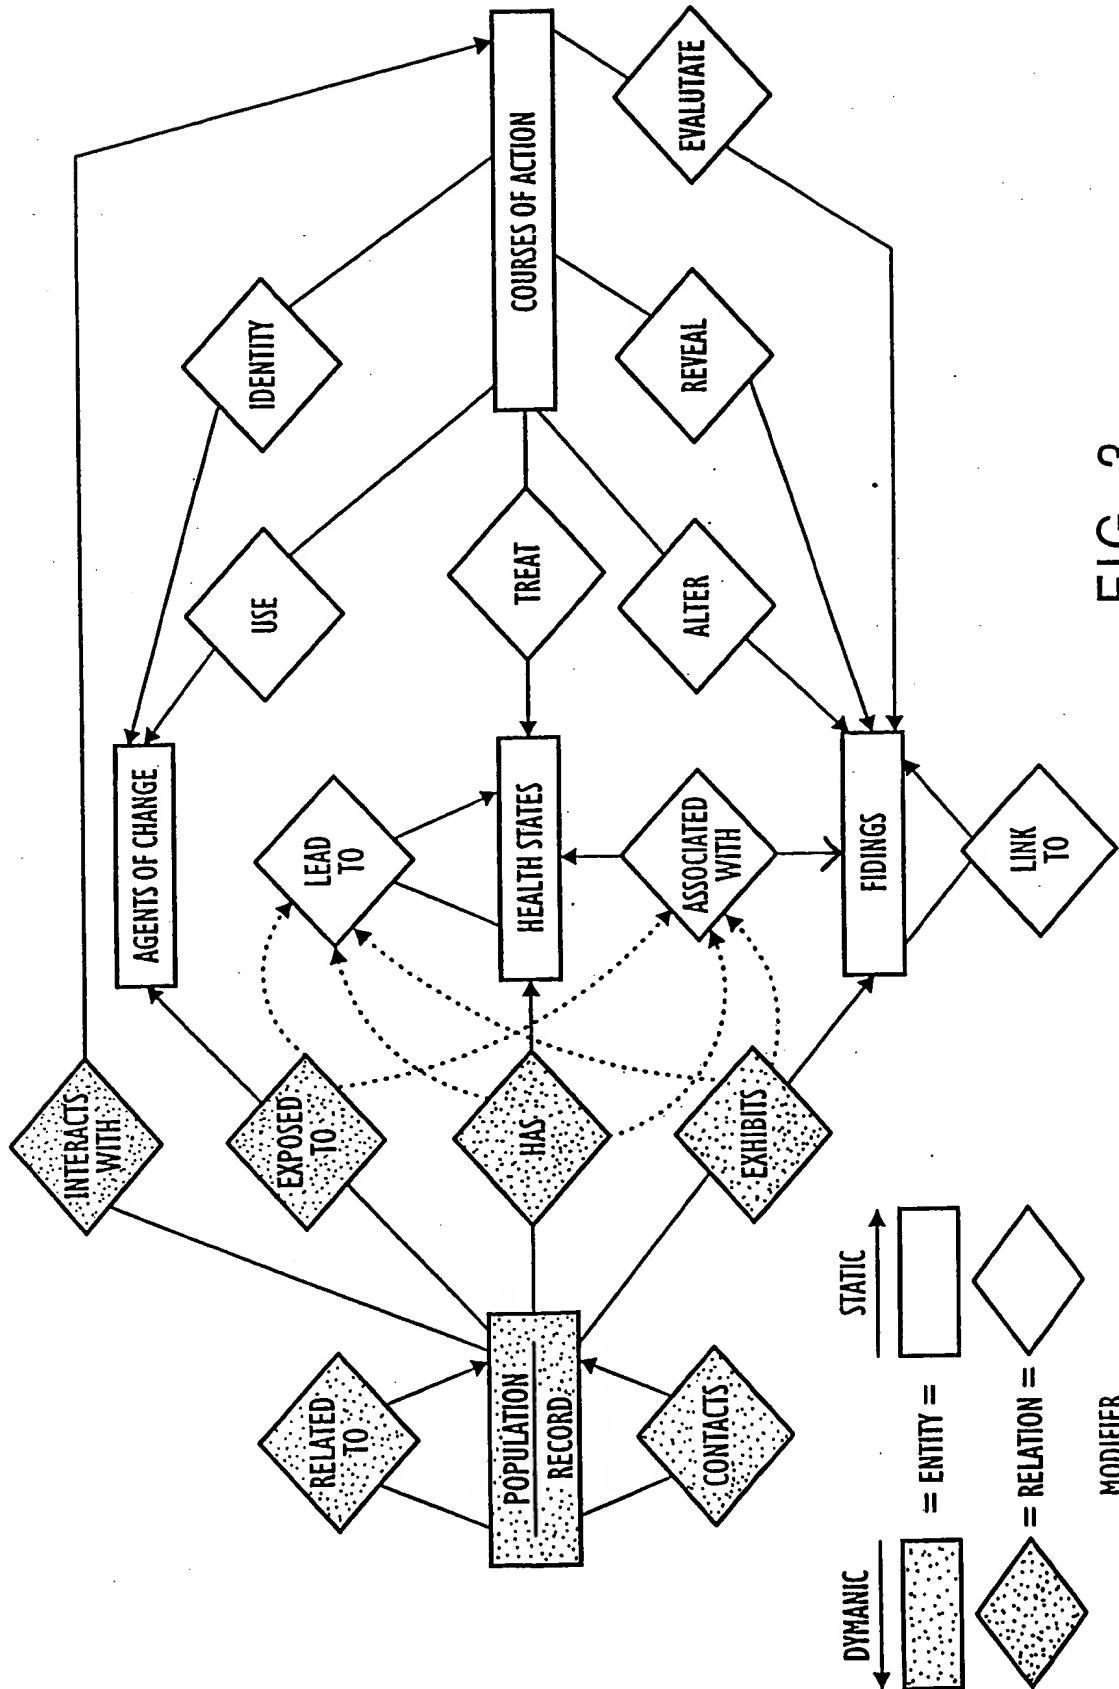 INTERACTS
WITH
IDENTITY
USE
AGENTS OF CHANGE
EXPOSED
TO
LEAD
TO
RELATED
TO
POPULATION
RECORD
HAS
HEALTH STATES
TREAT
COURSES OF ACTION
CONTACTS
EXHIBITS
ASSOCIATED
WITH
ALTER
REVEAL
EVALUTATE
FIDINGS
LINK
TO
DYMANIC
STATIC
= ENTITY =
= RELATION =
MODIFIER
FIG. 3